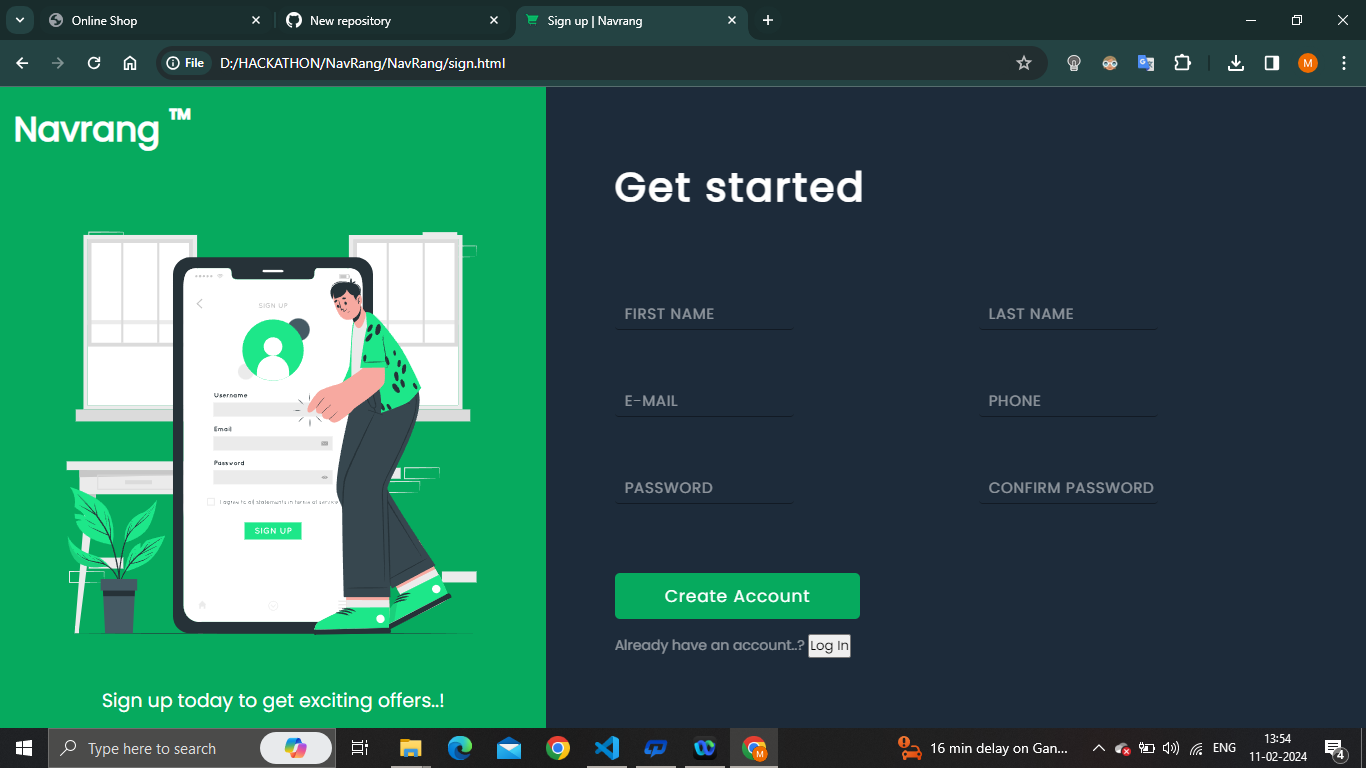 Online Shop
New repository
Sign up | Navrang
File
D:/HACKATHON/NavRang/NavRang/sign.html
M
Navrang ™
Get started
SIGN UP
FIRST NAME
LAST NAME
Username
E-MAIL
PHONE
Email
Password
PASSWORD
CONFIRM PASSWORD
I agree to all statements in terms of service
SIGN UP
Create Account
Already have an account..? Log In
Sign up today to get exciting offers..!
Type here to search
M
16 min delay on Gan...
ENG
13:54
11-02-2024
4